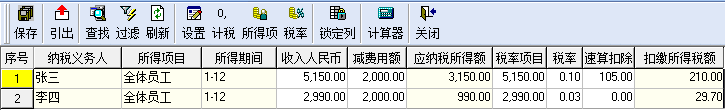 保存 引出 查找 过滤 刷新 设置 0, 计税 所得项 税率 锁定列 计算器 关闭
序号 纳税义务人 所得项目 所得期间 收入人民币 减费用额 应纳税所得额 税率项目 税率 速算扣除 扣缴所得税额
1 张三 全体员工 1-12 5,150.00 2,000.00 3,150.00 5,150.00 0.10 105.00 210.00
2 李四 全体员工 1-12 2,990.00 2,000.00 990.00 2,990.00 0.03 0.00 29.70